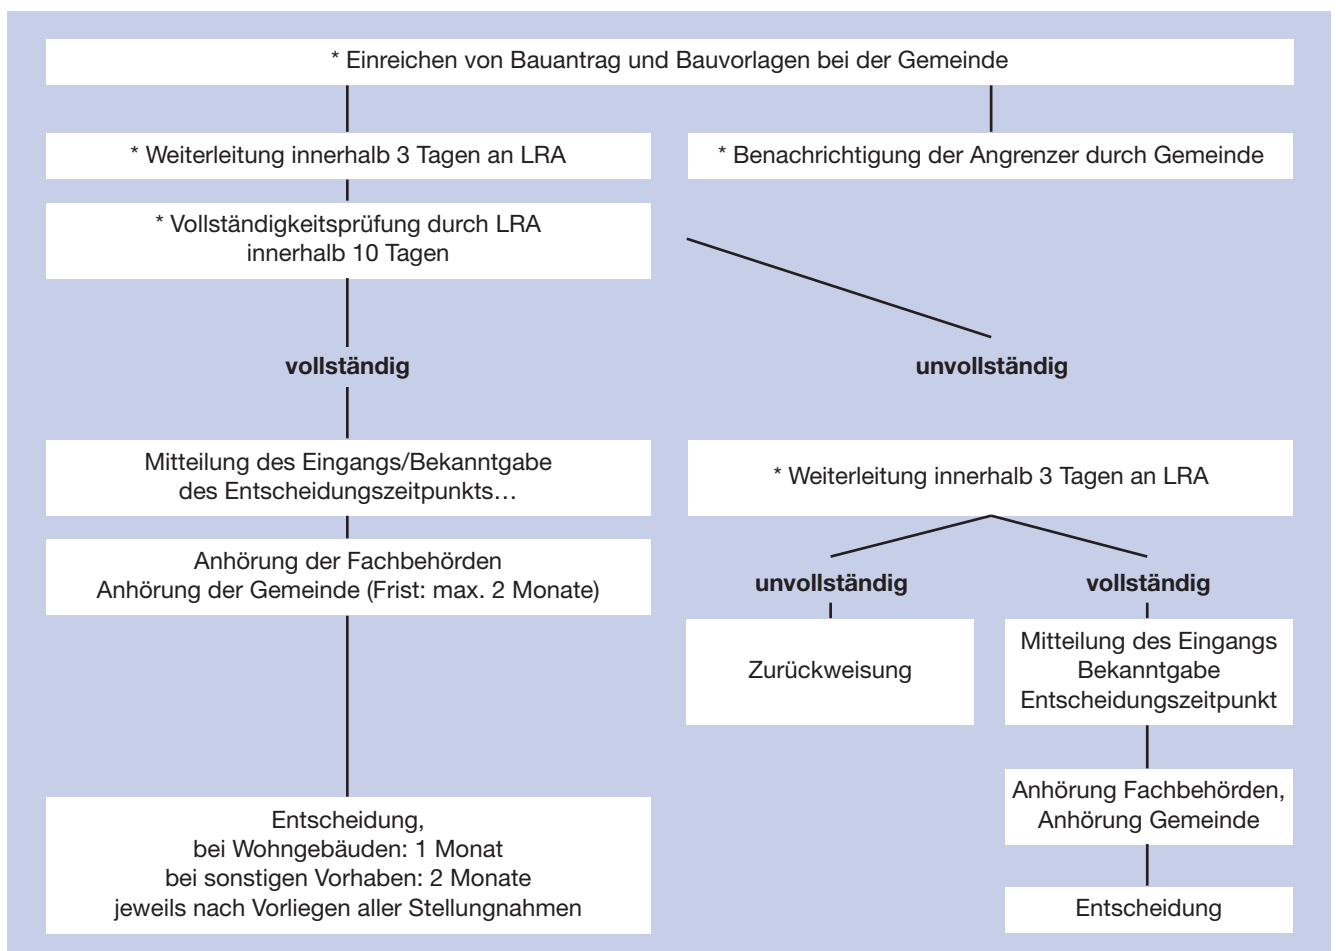 * Einreichen von Bauantrag und Bauvorlagen bei der Gemeinde
* Weiterleitung innerhalb 3 Tagen an LRA
* Benachrichtigung der Angrenzer durch Gemeinde
* Vollständigkeitsprüfung durch LRA
innerhalb 10 Tagen
vollständig
unvollständig
Mitteilung des Eingangs/Bekanntgabe
des Entscheidungszeitpunkts…
* Weiterleitung innerhalb 3 Tagen an LRA
Anhörung der Fachbehörden
Anhörung der Gemeinde (Frist: max. 2 Monate)
unvollständig
vollständig
Zurückweisung
Mitteilung des Eingangs
Bekanntgabe
Entscheidungszeitpunkt
Anhörung Fachbehörden,
Anhörung Gemeinde
Entscheidung,
bei Wohngebäuden: 1 Monat
bei sonstigen Vorhaben: 2 Monate
jeweils nach Vorliegen aller Stellungnahmen
Entscheidung